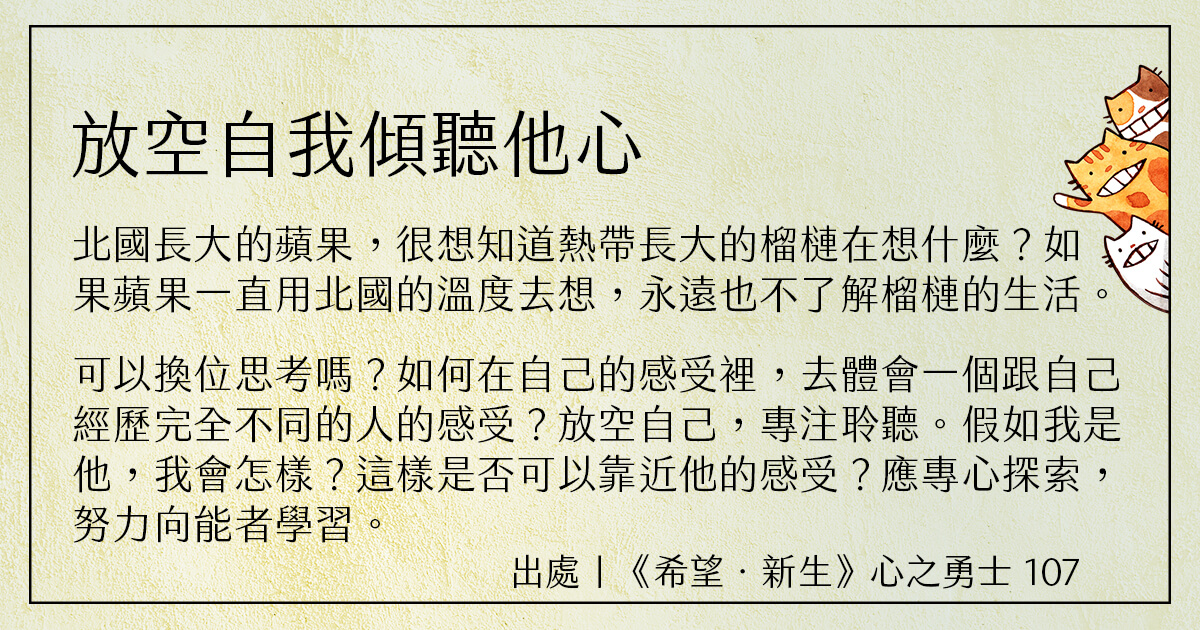 放空自我傾聽他心
北國長大的蘋果，很想知道熱帶長大的榴槤在想什麼？如
果蘋果一直用北國的溫度去想，永遠也不了解榴槤的生活。
可以換位思考嗎？如何在自己的感受裡，去體會一個跟自己
經歷完全不同的人的感受？放空自己，專注聆聽。假如我是
他，我會怎樣？這樣是否可以靠近他的感受？應專心探索，
努力向能者學習。
出處｜《希望．新生》心之勇士 107